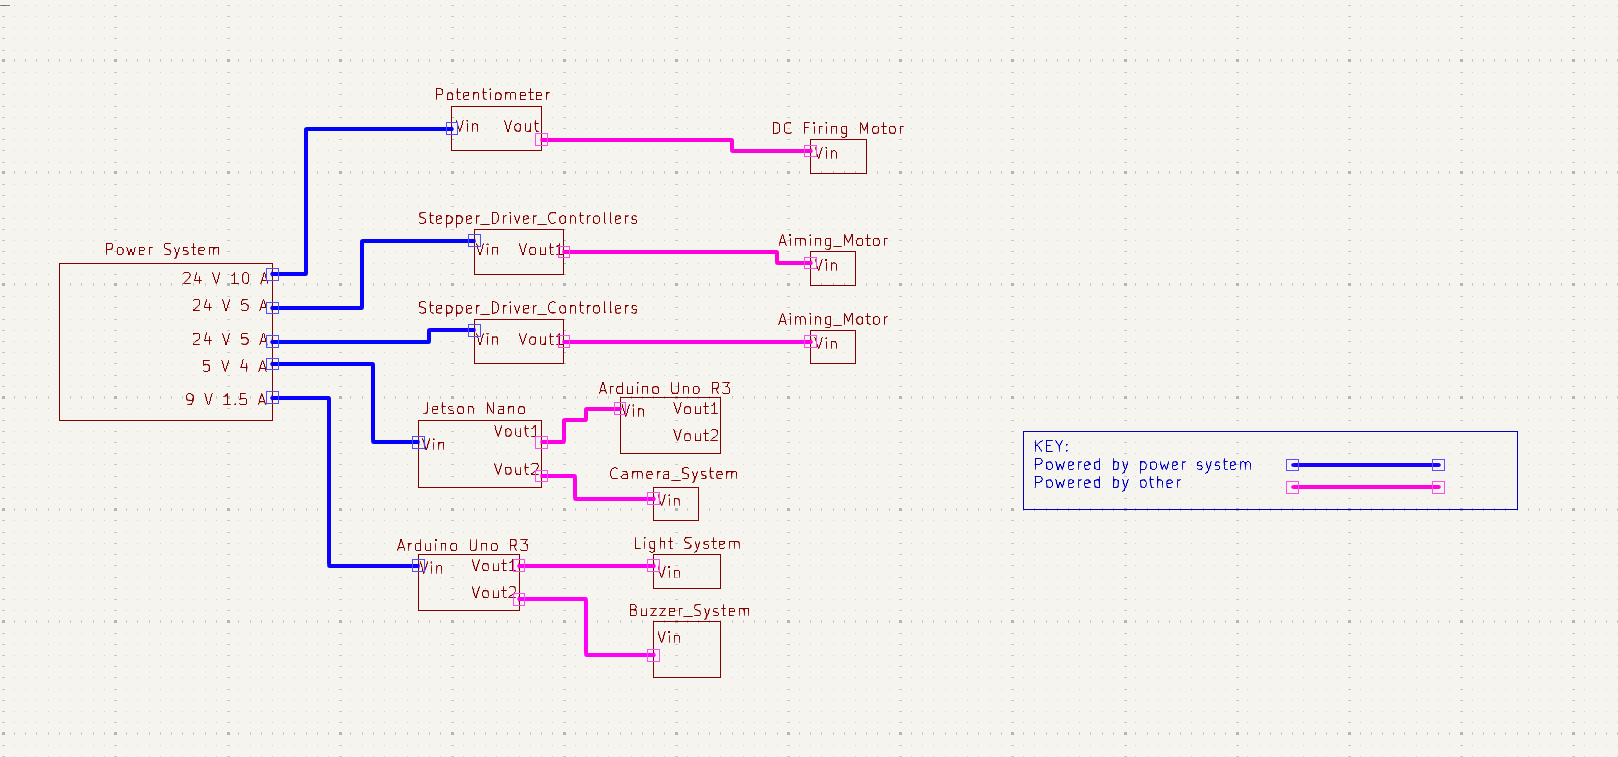 Potentiometer
Vin Vout
DC Firing Motor
Vin
Stepper_Driver_Controllers
Vin Vout1
Aiming_Motor
Vin
Power System
24 V 10 A
24 V 5 A
24 V 5 A
5 V 4 A
9 V 1.5 A
Stepper_Driver_Controllers
Vin Vout1
Aiming_Motor
Vin
Jetson Nano
Vout1
Vin
Vout2
Arduino Uno R3
Vin Vout1
Vout2
Camera_System
Vin
Arduino Uno R3
Vin Vout1
Vout2
Light System
Vin
Buzzer_System
Vin
KEY:
Powered by power system
Powered by other